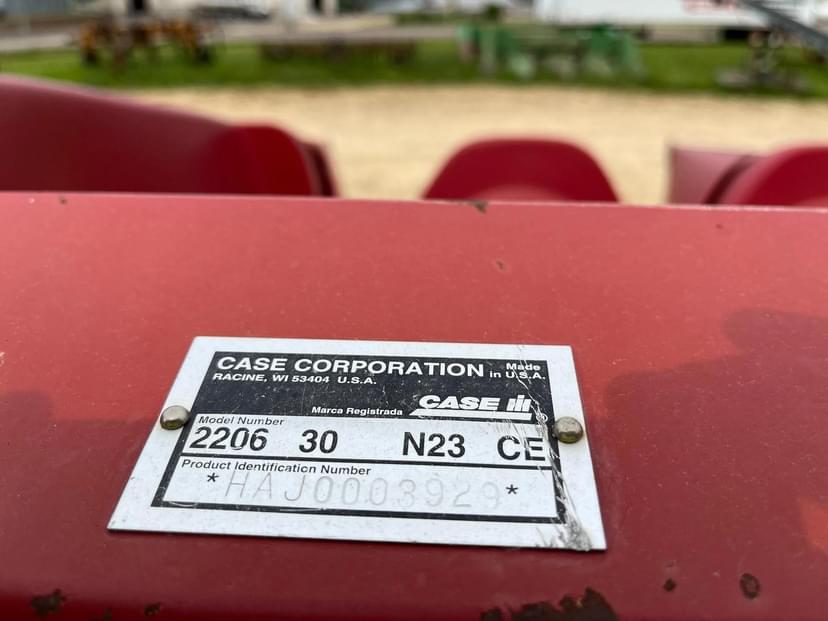 CASE CORPORATION Made in U.S.A.
RACINE, WI 53404 U.S.A.
Marca Registrada CASE IH ®
Model Number
2206 30 N23 CE
Product Identification Number
*HAJ0003929*